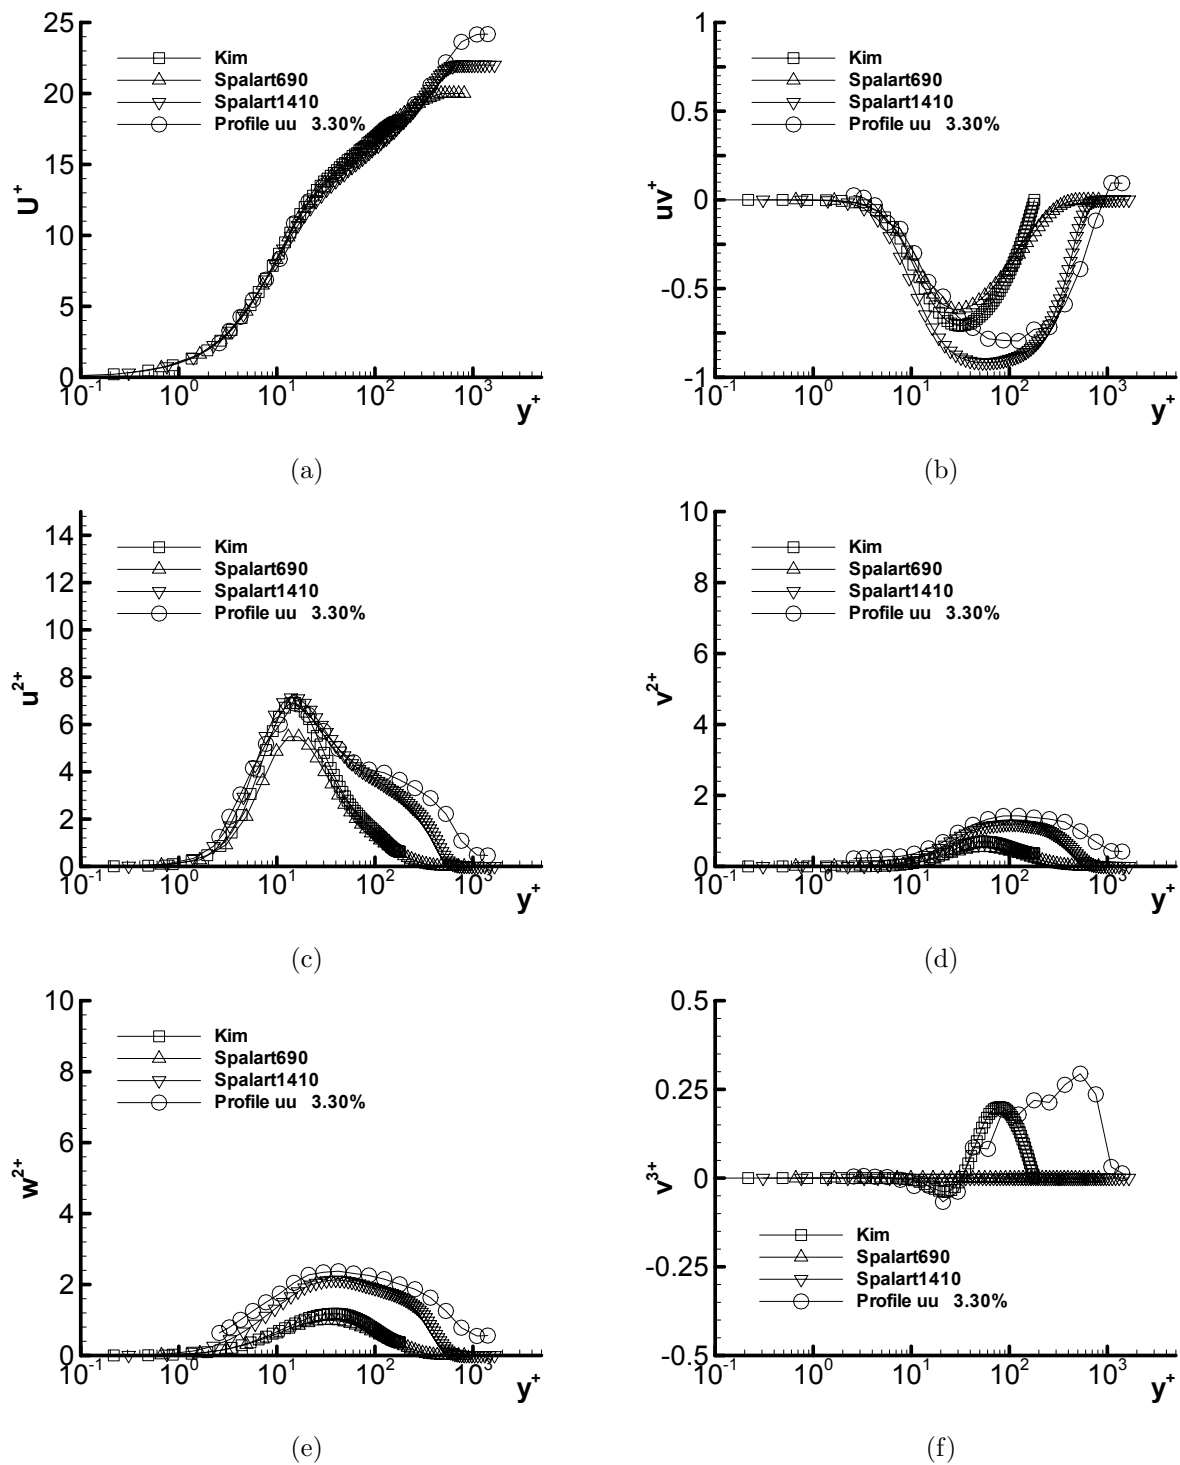 25
20
15
10
5
0
U⁺
Kim
Spalart690
Spalart1410
Profile uu 3.30%
10⁻¹ 10⁰ 10¹ 10² 10³
y⁺
(a)
1
0.5
0
-0.5
-1
uv⁺
Kim
Spalart690
Spalart1410
Profile uu 3.30%
10⁻¹ 10⁰ 10¹ 10² 10³
y⁺
(b)
14
12
10
8
6
4
2
0
u²⁺
Kim
Spalart690
Spalart1410
Profile uu 3.30%
10⁻¹ 10⁰ 10¹ 10² 10³
y⁺
(c)
10
8
6
4
2
0
v²⁺
Kim
Spalart690
Spalart1410
Profile uu 3.30%
10⁻¹ 10⁰ 10¹ 10² 10³
y⁺
(d)
10
8
6
4
2
0
w²⁺
Kim
Spalart690
Spalart1410
Profile uu 3.30%
10⁻¹ 10⁰ 10¹ 10² 10³
y⁺
(e)
0.5
0.25
0
-0.25
-0.5
v³⁺
Kim
Spalart690
Spalart1410
Profile uu 3.30%
10⁻¹ 10⁰ 10¹ 10² 10³
y⁺
(f)